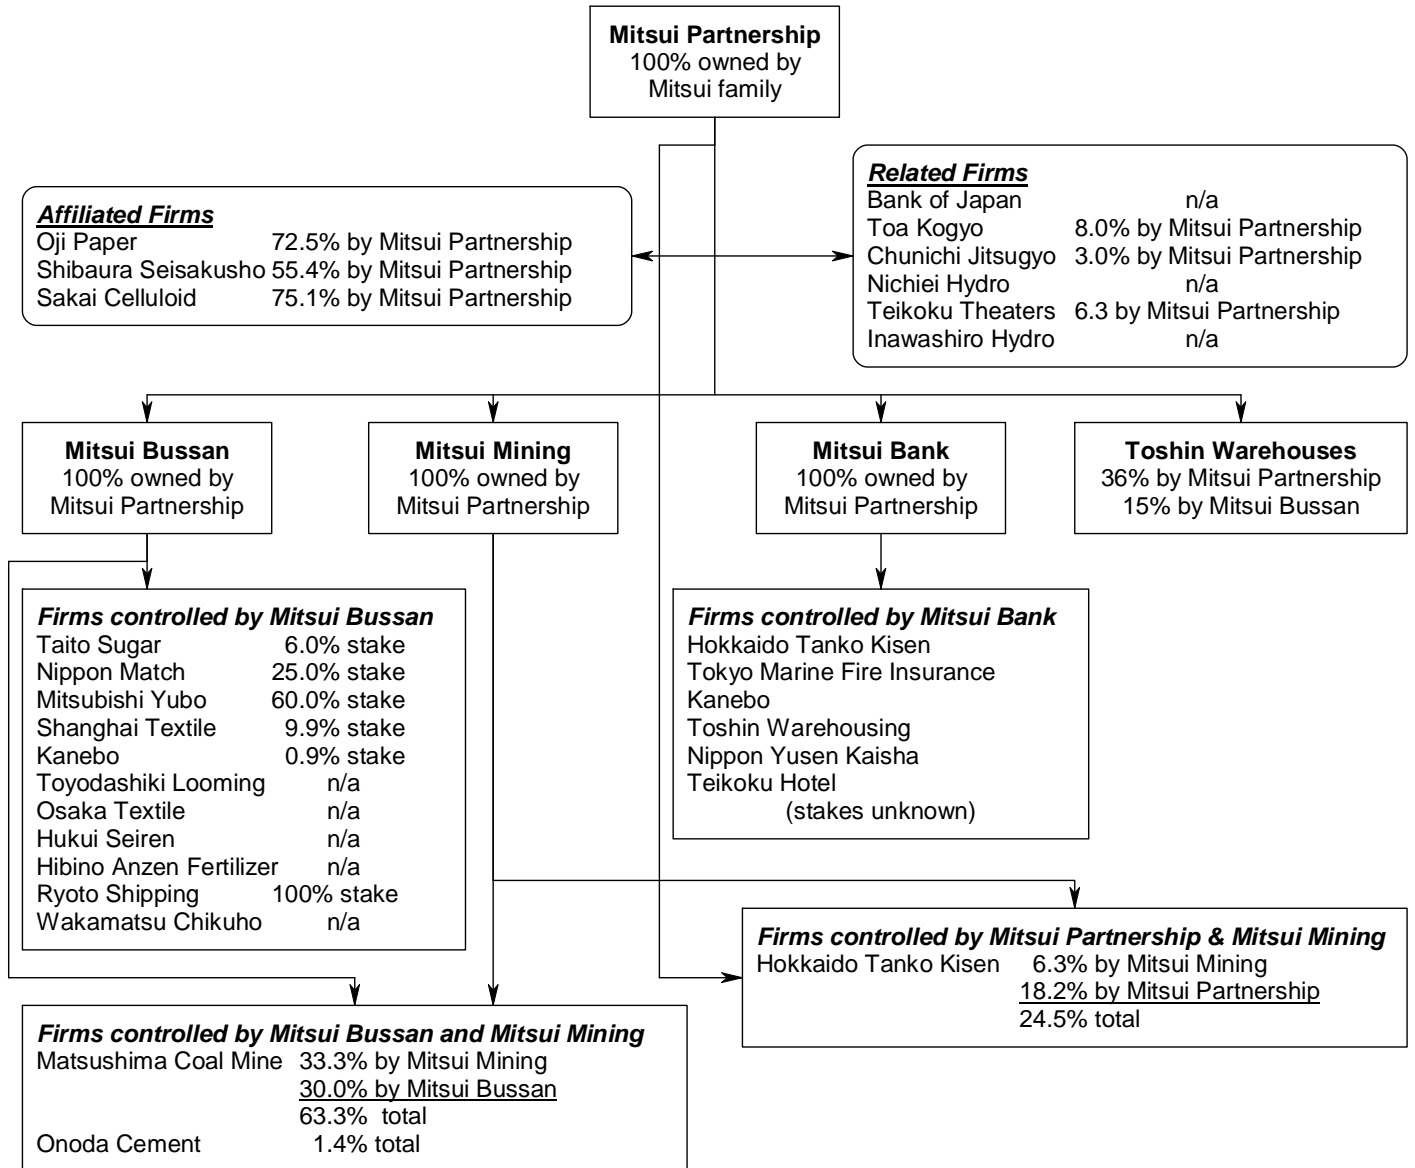 Mitsui Partnership
100% owned by
Mitsui family
Affiliated Firms
Oji Paper 72.5% by Mitsui Partnership
Shibaura Seisakusho 55.4% by Mitsui Partnership
Sakai Celluloid 75.1% by Mitsui Partnership
Related Firms
Bank of Japan n/a
Toa Kogyo 8.0% by Mitsui Partnership
Chunichi Jitsugyo 3.0% by Mitsui Partnership
Nichiei Hydro n/a
Teikoku Theaters 6.3 by Mitsui Partnership
Inawashiro Hydro n/a
Mitsui Bussan
100% owned by
Mitsui Partnership
Mitsui Mining
100% owned by
Mitsui Partnership
Mitsui Bank
100% owned by
Mitsui Partnership
Toshin Warehouses
36% by Mitsui Partnership
15% by Mitsui Bussan
Firms controlled by Mitsui Bussan
Taito Sugar 6.0% stake
Nippon Match 25.0% stake
Mitsubishi Yubo 60.0% stake
Shanghai Textile 9.9% stake
Kanebo 0.9% stake
Toyodashiki Looming n/a
Osaka Textile n/a
Hukui Seiren n/a
Hibino Anzen Fertilizer n/a
Ryoto Shipping 100% stake
Wakamatsu Chikuho n/a
Firms controlled by Mitsui Bank
Hokkaido Tanko Kisen
Tokyo Marine Fire Insurance
Kanebo
Toshin Warehousing
Nippon Yusen Kaisha
Teikoku Hotel
(stakes unknown)
Firms controlled by Mitsui Partnership & Mitsui Mining
Hokkaido Tanko Kisen 6.3% by Mitsui Mining
18.2% by Mitsui Partnership
24.5% total
Firms controlled by Mitsui Bussan and Mitsui Mining
Matsushima Coal Mine 33.3% by Mitsui Mining
30.0% by Mitsui Bussan
63.3% total
Onoda Cement 1.4% total